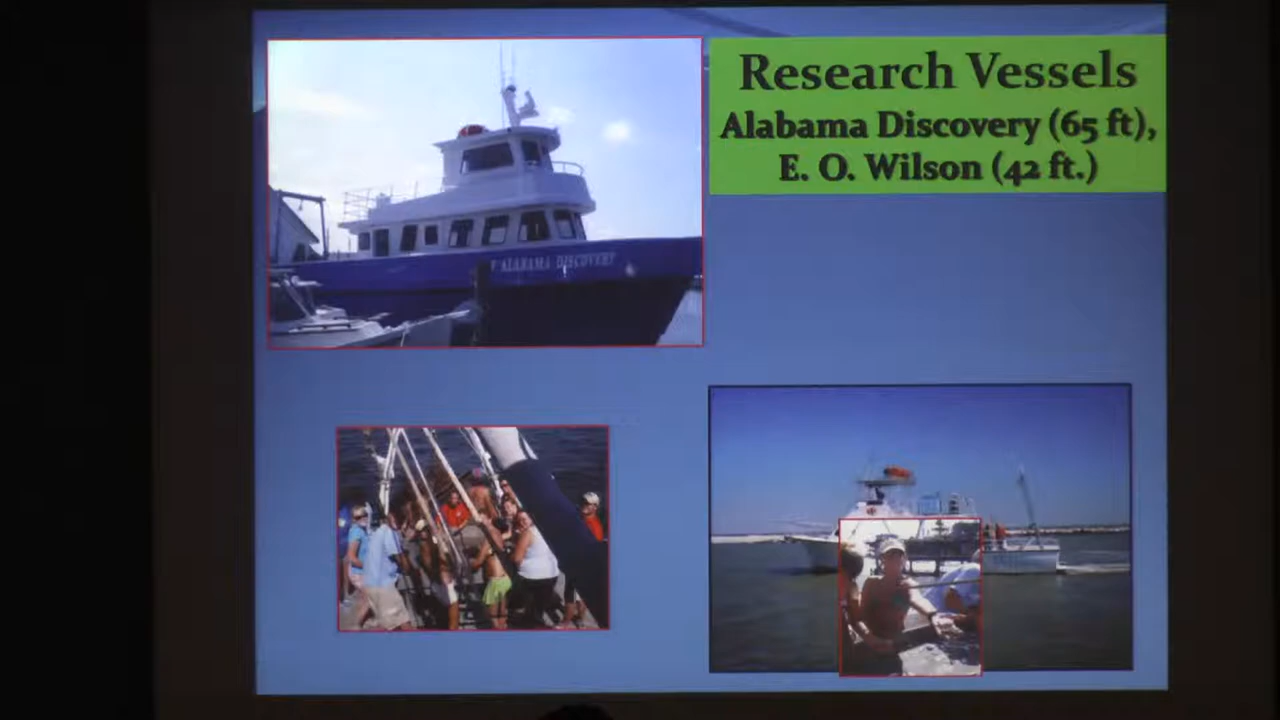 Research Vessels
Alabama Discovery (65 ft),
E. O. Wilson (42 ft.)
ALABAMA DISCOVERY